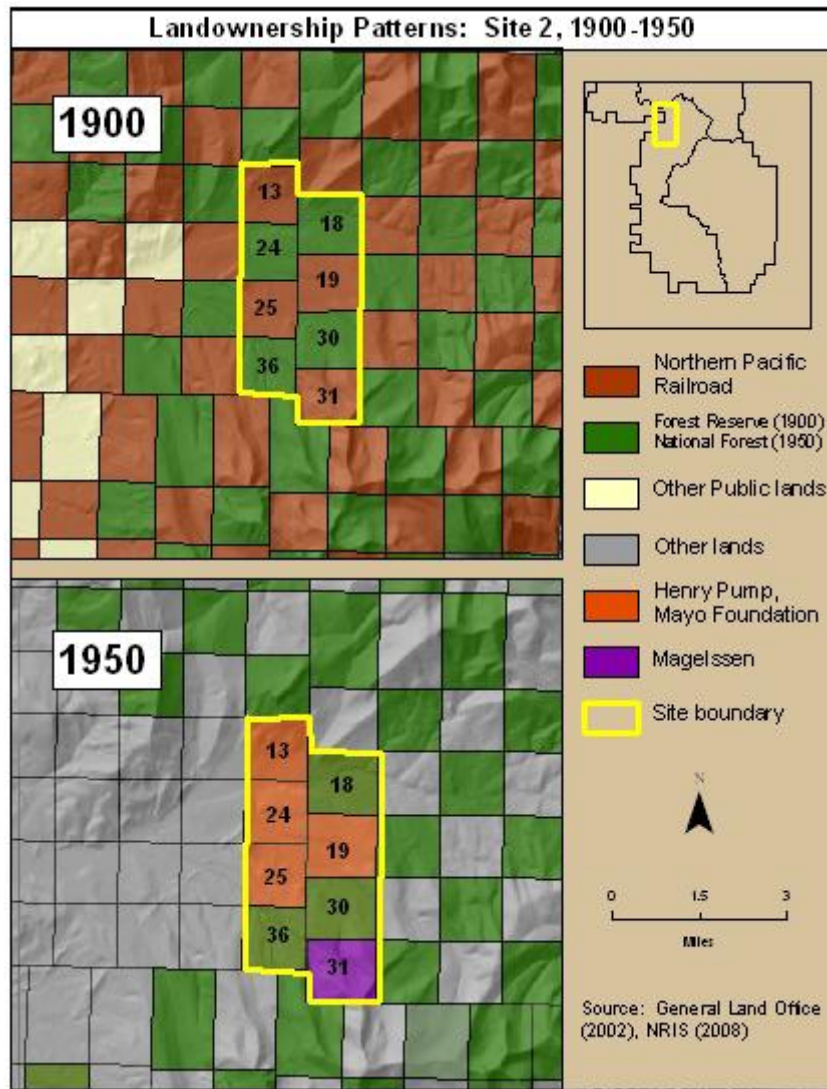 Landownership Patterns: Site 2, 1900-1950
1900
13
18
24
19
25
30
36
31
Northern Pacific
Railroad
Forest Reserve (1900)
National Forest (1950)
Other Public lands
Other lands
Henry Pump,
Mayo Foundation
Magelssen
Site boundary
1950
13
18
24
19
25
30
36
31
N
0 1.5 3
Miles
Source: General Land Office
(2002), NRIS (2008)